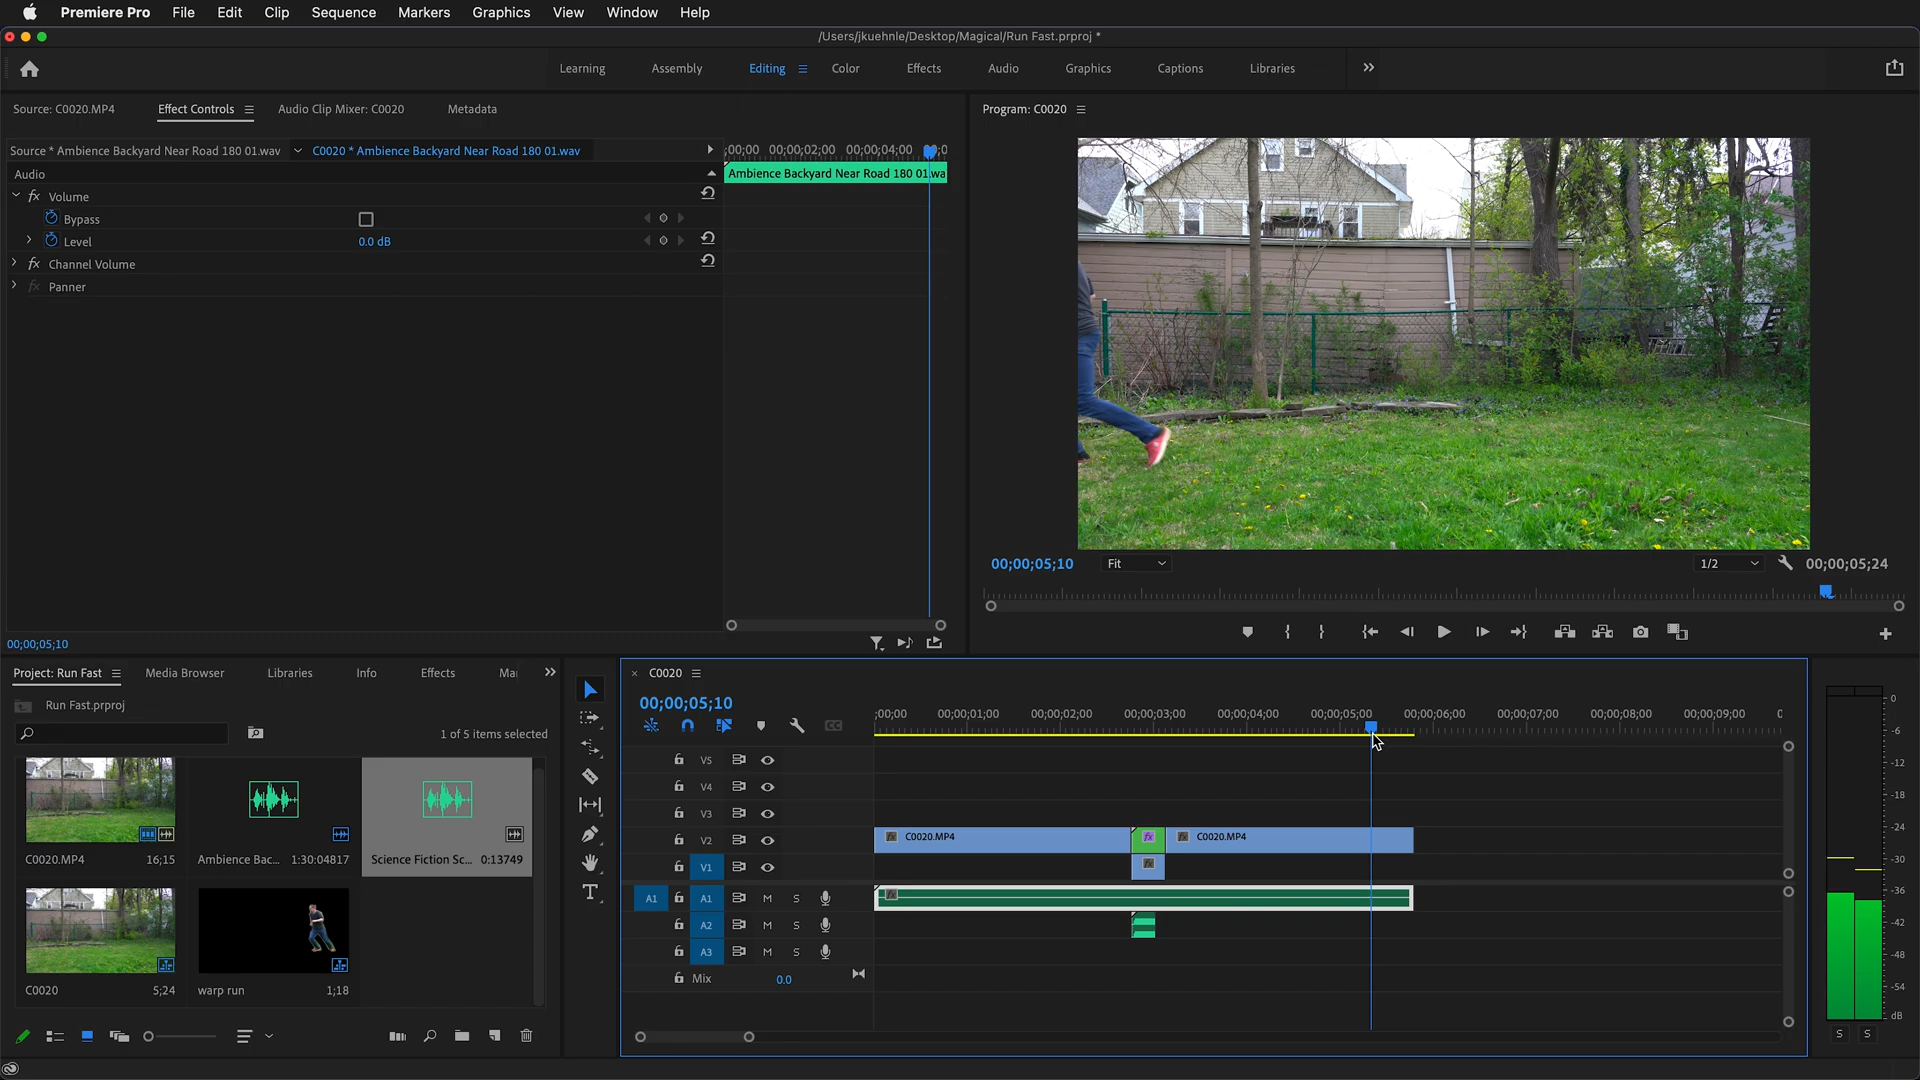 Premiere Pro File Edit Clip Sequence Markers Graphics View Window Help
/Users/jkuehnle/Desktop/Magical/Run Fast.prproj *
Learning Assembly Editing Color Effects Audio Graphics Captions Libraries
Source: C0020.MP4 Effect Controls Audio Clip Mixer: C0020 Metadata
Source * Ambience Backyard Near Road 180 01.wav C0020 * Ambience Backyard Near Road 180 01.wav
;00;00 00;00;02;00 00;00;04;00
Audio
Ambience Backyard Near Road 180 01.wa
fx Volume
Bypass
Level 0.0 dB
fx Channel Volume
fx Panner
00;00;05;10
Program: C0020
00;00;05;10 Fit 1/2 00;00;05;24
Project: Run Fast Media Browser Libraries Info Effects Ma
Run Fast.prproj
1 of 5 items selected
C0020.MP4 16;15
Ambience Bac... 1:30:04817
Science Fiction Sc... 0:13749
C0020 5;24
warp run 1;18
T
C0020
00;00;05;10
;00;00 00;00;01;00 00;00;02;00 00;00;03;00 00;00;04;00 00;00;05;00 00;00;06;00 00;00;07;00 00;00;08;00 00;00;09;00
CC
V5
V4
V3
V2 fx C0020.MP4 fx fx C0020.MP4
V1 fx
A1 A1 M S fx
A2 M S
A3 M S
Mix 0.0
0
-6
-12
-18
-24
-30
-36
-42
-48
-54
dB
S S